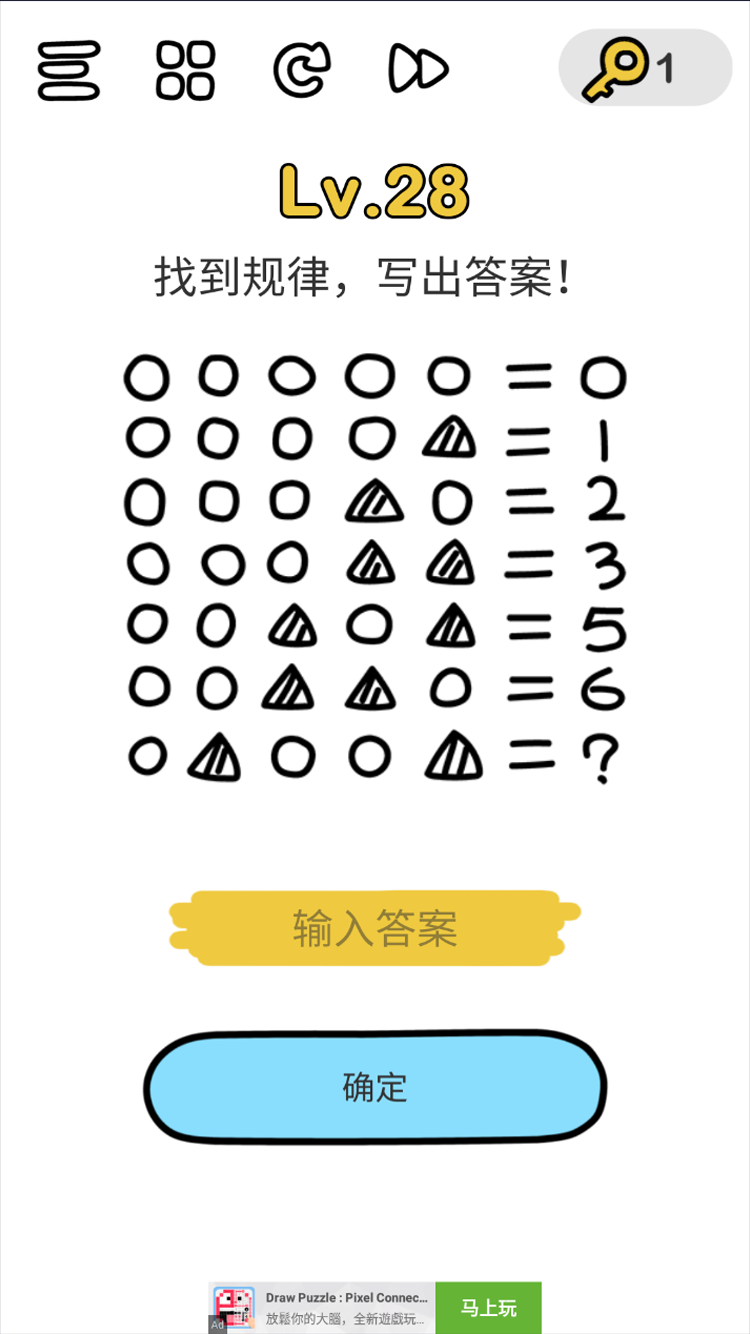 1
Lv.28
找到规律，写出答案！
○ ○ ○ ○ ○ = 0
○ ○ ○ ○ △ = 1
○ ○ ○ △ ○ = 2
○ ○ ○ △ △ = 3
○ ○ △ ○ △ = 5
○ ○ △ △ ○ = 6
○ △ ○ ○ △ = ?
输入答案
确定
Draw Puzzle : Pixel Connec...
放鬆你的大腦，全新遊戲玩...
Ad
马上玩